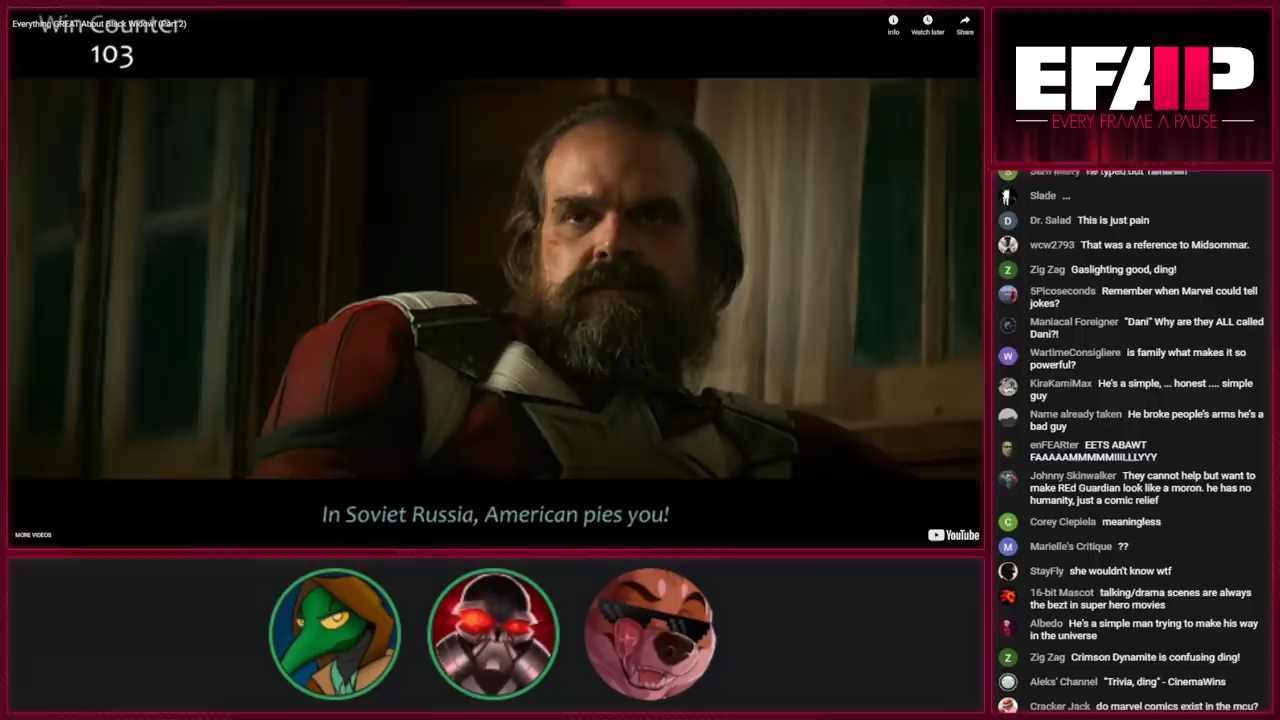 Everything GREAT About Black Widow! (Part 2)
Win Counter
103
Info
Watch later
Share
In Soviet Russia, American pies you!
MORE VIDEOS
YouTube
EFAP
EVERY FRAME A PAUSE
Slade ...
Dr. Salad This is just pain
wcw2793 That was a reference to Midsommar.
Zig Zag Gaslighting good, ding!
5Picoseconds Remember when Marvel could tell
jokes?
Maniacal Foreigner "Dani" Why are they ALL called
Dani?!
WartimeConsigliere is family what makes it so
powerful?
KiraKamiMax He's a simple, ... honest .... simple
guy
Name already taken He broke people's arms he's a
bad guy
enFEARter EETS ABAWT
FAAAAAMMMMMIIILLLYYY
Johnny Skinwalker They cannot help but want to
make REd Guardian look like a moron. he has no
humanity, just a comic relief
Corey Ciepiela meaningless
Marielle's Critique ??
StayFly she wouldn't know wtf
16-bit Mascot talking/drama scenes are always
the bezt in super hero movies
Albedo He's a simple man trying to make his way
in the universe
Zig Zag Crimson Dynamite is confusing ding!
Aleks' Channel "Trivia, ding" - CinemaWins
Cracker Jack do marvel comics exist in the mcu?